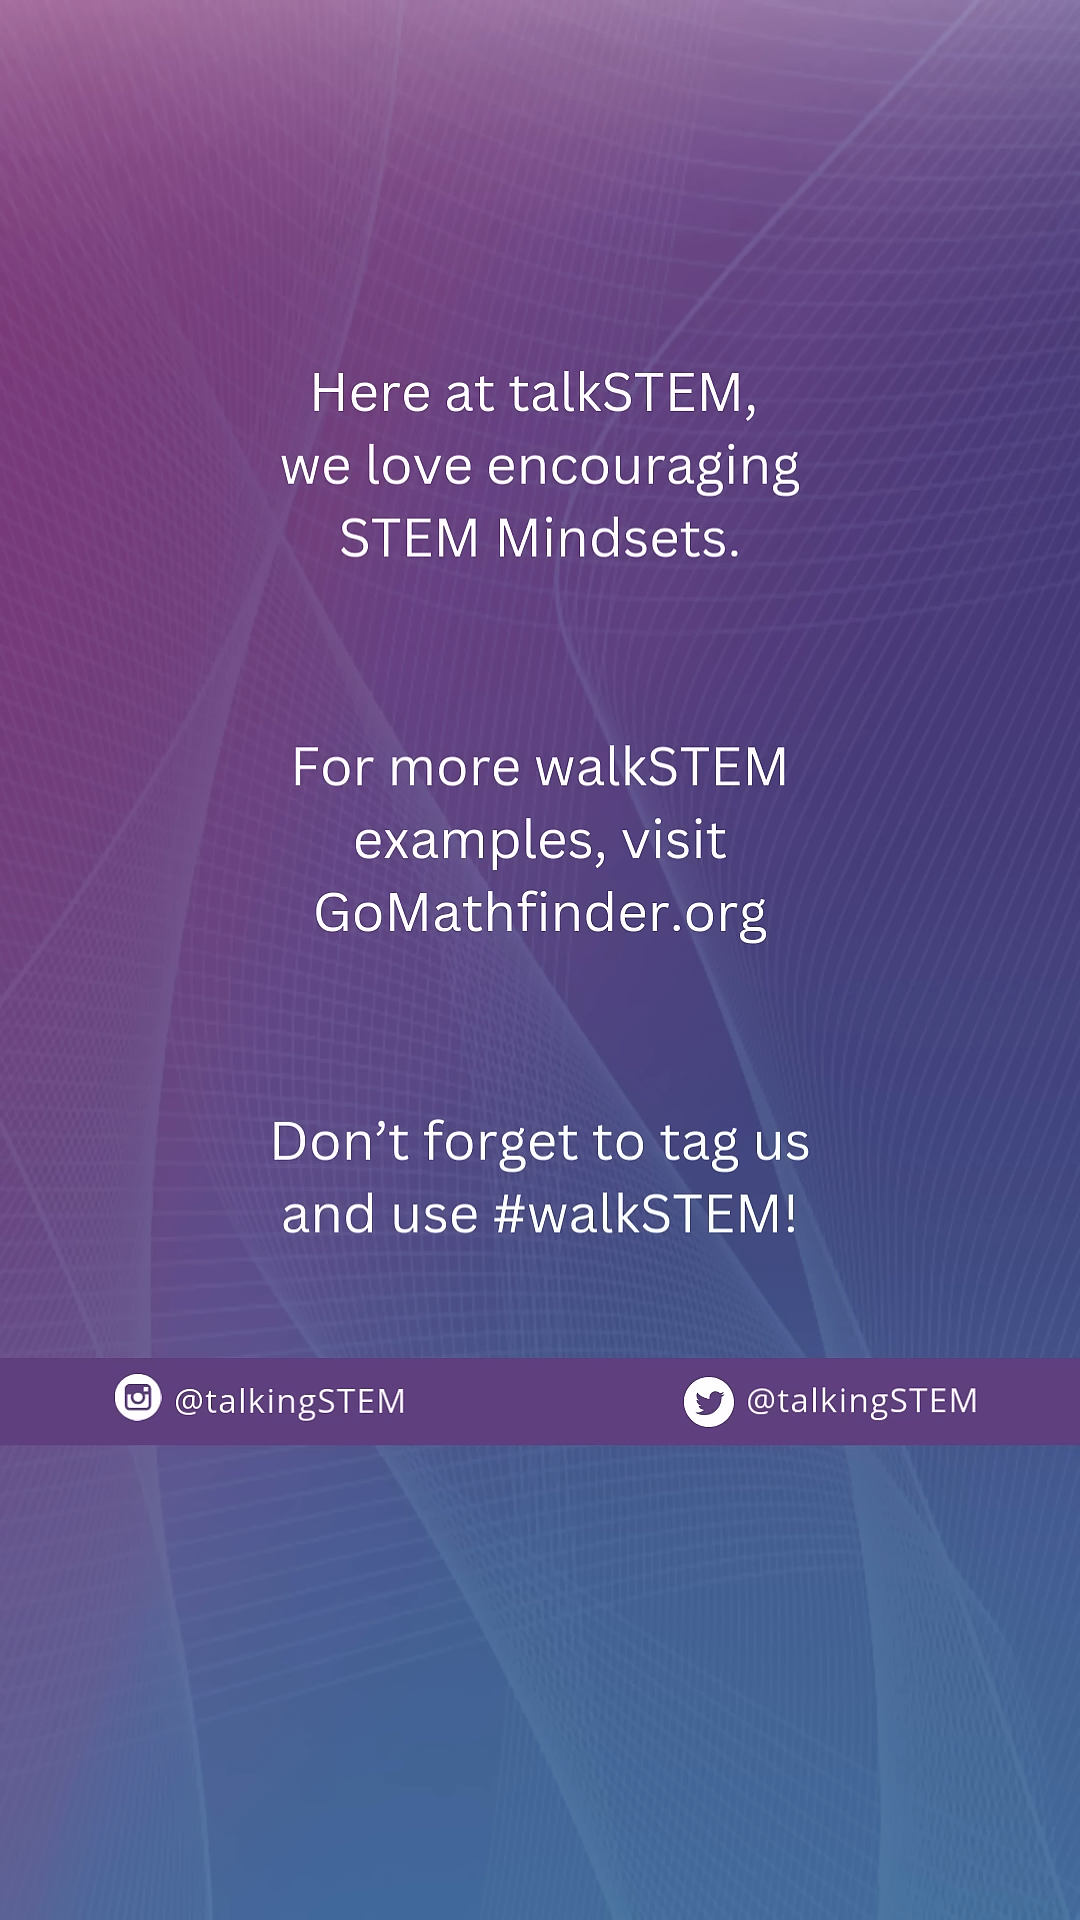 Here at talkSTEM,
we love encouraging
STEM Mindsets.
For more walkSTEM
examples, visit
GoMathfinder.org
Don’t forget to tag us
and use #walkSTEM!
@talkingSTEM
@talkingSTEM